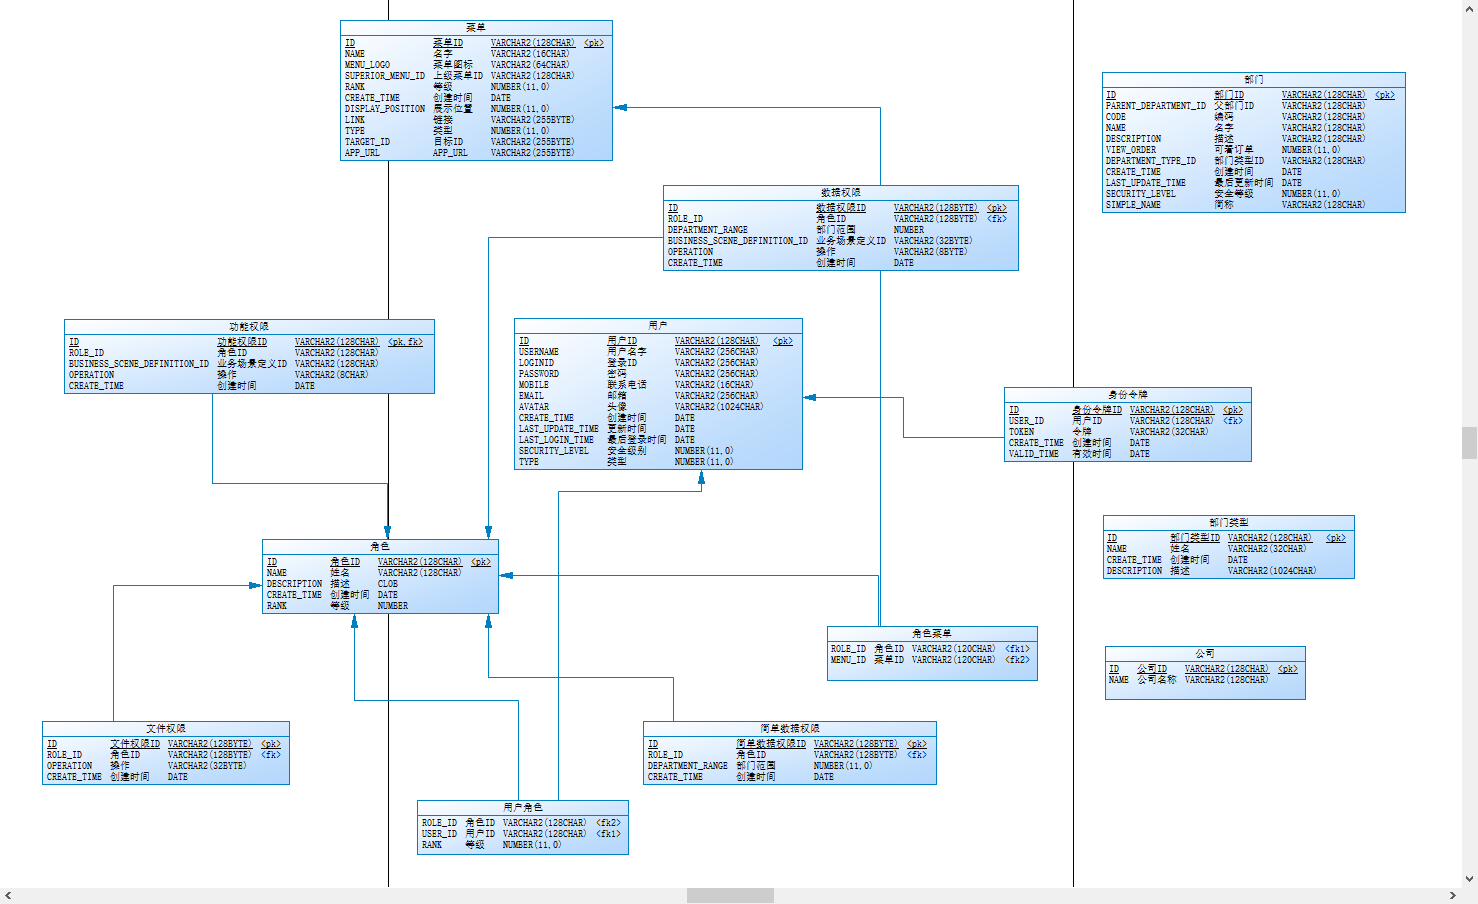 菜单
ID 菜单ID VARCHAR2(128CHAR) <pk>
NAME 名字 VARCHAR2(16CHAR)
MENU_LOGO 菜单图标 VARCHAR2(64CHAR)
SUPERIOR_MENU_ID 上级菜单ID VARCHAR2(128CHAR)
RANK 等级 NUMBER(11,0)
CREATE_TIME 创建时间 DATE
DISPLAY_POSITION 展示位置 NUMBER(11,0)
LINK 链接 VARCHAR2(255BYTE)
TYPE 类型 NUMBER(11,0)
TARGET_ID 目标ID VARCHAR2(255BYTE)
APP_URL APP_URL VARCHAR2(255BYTE)
部门
ID 部门ID VARCHAR2(128CHAR) <pk>
PARENT_DEPARTMENT_ID 父部门ID VARCHAR2(128CHAR)
CODE 编码 VARCHAR2(128CHAR)
NAME 名字 VARCHAR2(128CHAR)
DESCRIPTION 描述 VARCHAR2(128CHAR)
VIEW_ORDER 可看订单 NUMBER(11,0)
DEPARTMENT_TYPE_ID 部门类型ID VARCHAR2(128CHAR)
CREATE_TIME 创建时间 DATE
LAST_UPDATE_TIME 最后更新时间 DATE
SECURITY_LEVEL 安全等级 NUMBER(11,0)
SIMPLE_NAME 简称 VARCHAR2(128CHAR)
数据权限
ID 数据权限ID VARCHAR2(128BYTE) <pk>
ROLE_ID 角色ID VARCHAR2(128BYTE) <fk>
DEPARTMENT_RANGE 部门范围 NUMBER
BUSINESS_SCENE_DEFINITION_ID 业务场景定义ID VARCHAR2(32BYTE)
OPERATION 操作 VARCHAR2(8BYTE)
CREATE_TIME 创建时间 DATE
功能权限
ID 功能权限ID VARCHAR2(128CHAR) <pk,fk>
ROLE_ID 角色ID VARCHAR2(128CHAR)
BUSINESS_SCENE_DEFINITION_ID 业务场景定义ID VARCHAR2(128CHAR)
OPERATION 操作 VARCHAR2(8CHAR)
CREATE_TIME 创建时间 DATE
用户
ID 用户ID VARCHAR2(128CHAR) <pk>
USERNAME 用户名字 VARCHAR2(256CHAR)
LOGINID 登录ID VARCHAR2(256CHAR)
PASSWORD 密码 VARCHAR2(256CHAR)
MOBILE 联系电话 VARCHAR2(16CHAR)
EMAIL 邮箱 VARCHAR2(256CHAR)
AVATAR 头像 VARCHAR2(1024CHAR)
CREATE_TIME 创建时间 DATE
LAST_UPDATE_TIME 更新时间 DATE
LAST_LOGIN_TIME 最后登录时间 DATE
SECURITY_LEVEL 安全级别 NUMBER(11,0)
TYPE 类型 NUMBER(11,0)
身份令牌
ID 身份令牌ID VARCHAR2(128CHAR) <pk>
USER_ID 用户ID VARCHAR2(128CHAR) <fk>
TOKEN 令牌 VARCHAR2(32CHAR)
CREATE_TIME 创建时间 DATE
VALID_TIME 有效时间 DATE
部门类型
ID 部门类型ID VARCHAR2(128CHAR) <pk>
NAME 姓名 VARCHAR2(32CHAR)
CREATE_TIME 创建时间 DATE
DESCRIPTION 描述 VARCHAR2(1024CHAR)
角色
ID 角色ID VARCHAR2(128CHAR) <pk>
NAME 姓名 VARCHAR2(128CHAR)
DESCRIPTION 描述 CLOB
CREATE_TIME 创建时间 DATE
RANK 等级 NUMBER
角色菜单
ROLE_ID 角色ID VARCHAR2(120CHAR) <fk1>
MENU_ID 菜单ID VARCHAR2(120CHAR) <fk2>
公司
ID 公司ID VARCHAR2(128CHAR) <pk>
NAME 公司名称 VARCHAR2(128CHAR)
文件权限
ID 文件权限ID VARCHAR2(128BYTE) <pk>
ROLE_ID 角色ID VARCHAR2(128BYTE) <fk>
OPERATION 操作 VARCHAR2(32BYTE)
CREATE_TIME 创建时间 DATE
简单数据权限
ID 简单数据权限ID VARCHAR2(128BYTE) <pk>
ROLE_ID 角色ID VARCHAR2(128BYTE) <fk>
DEPARTMENT_RANGE 部门范围 NUMBER(11,0)
CREATE_TIME 创建时间 DATE
用户角色
ROLE_ID 角色ID VARCHAR2(128CHAR) <fk2>
USER_ID 用户ID VARCHAR2(128CHAR) <fk1>
RANK 等级 NUMBER(11,0)